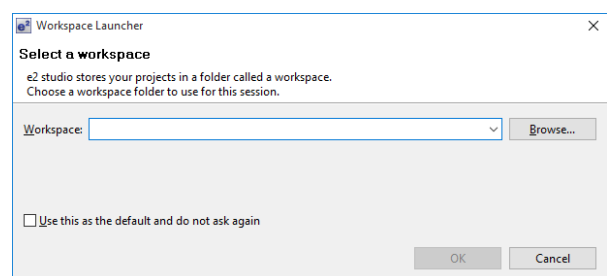 e² Workspace Launcher
Select a workspace
e2 studio stores your projects in a folder called a workspace.
Choose a workspace folder to use for this session.
Workspace:
Browse...
Use this as the default and do not ask again
OK
Cancel